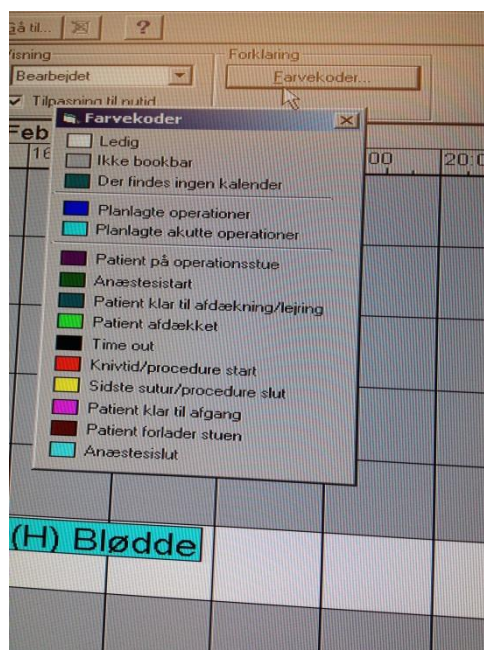 Gå til...
?
Visning
Forklaring
Bearbejdet
Farvekoder...
Tilpasning til nutid
Feb
Farvekoder
16
00
20:0
Ledig
Ikke bookbar
Der findes ingen kalender
Planlagte operationer
Planlagte akutte operationer
Patient på operationsstue
Anæstesistart
Patient klar til afdækning/lejring
Patient afdækket
Time out
Knivtid/procedure start
Sidste sutur/procedure slut
Patient klar til afgang
Patient forlader stuen
Anæstesislut
(H) Blødde